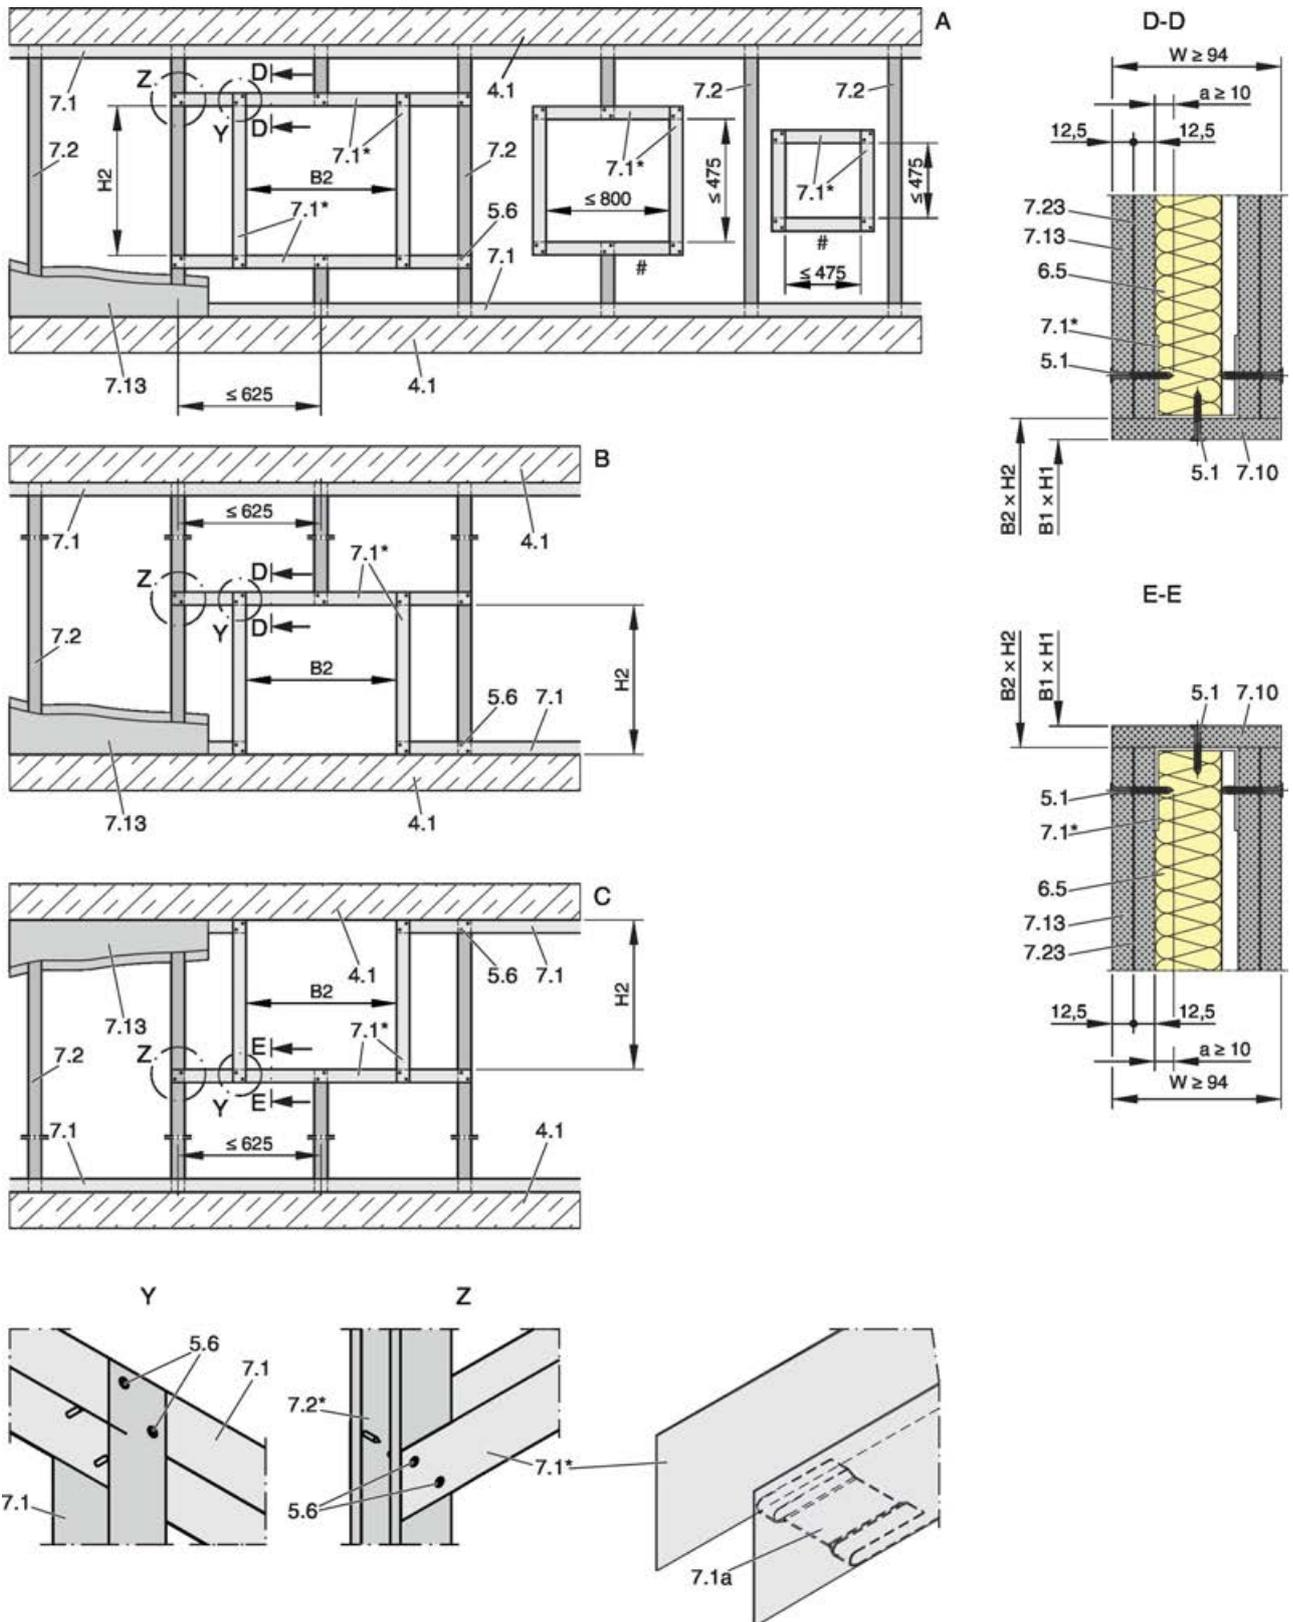 A
4.1
7.2
7.2
7.1
Z
D
Y
D
7.1*
7.2
7.2
H2
B2
7.1*
5.6
7.1
7.1*
≤ 800
≤ 475
#
7.1*
≤ 475
#
≤ 475
7.13
≤ 625
4.1
B
≤ 625
7.1
4.1
Z
D
Y
D
7.1*
7.2
B2
H2
5.6
7.1
7.13
4.1
C
4.1
5.6
7.1
H2
7.13
B2
7.2
Z
E
Y
E
7.1*
7.1
≤ 625
4.1
D-D
W ≥ 94
a ≥ 10
12,5
12,5
7.23
7.13
6.5
7.1*
5.1
5.1
7.10
B2 × H2
B1 × H1
E-E
B2 × H2
B1 × H1
5.1
7.10
5.1
7.1*
6.5
7.13
7.23
12,5
12,5
a ≥ 10
W ≥ 94
Y
5.6
7.1
7.1
Z
7.2*
7.1*
5.6
7.1a